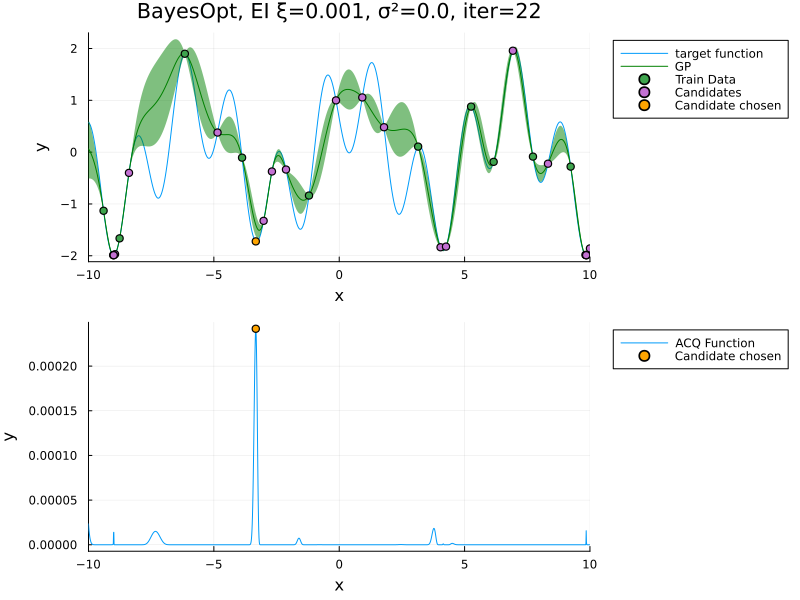 BayesOpt, EI ξ=0.001, σ²=0.0, iter=22
y
2
1
0
−1
−2
−10
−5
0
5
10
x
target function
GP
Train Data
Candidates
Candidate chosen
y
0.00020
0.00015
0.00010
0.00005
0.00000
−10
−5
0
5
10
x
ACQ Function
Candidate chosen